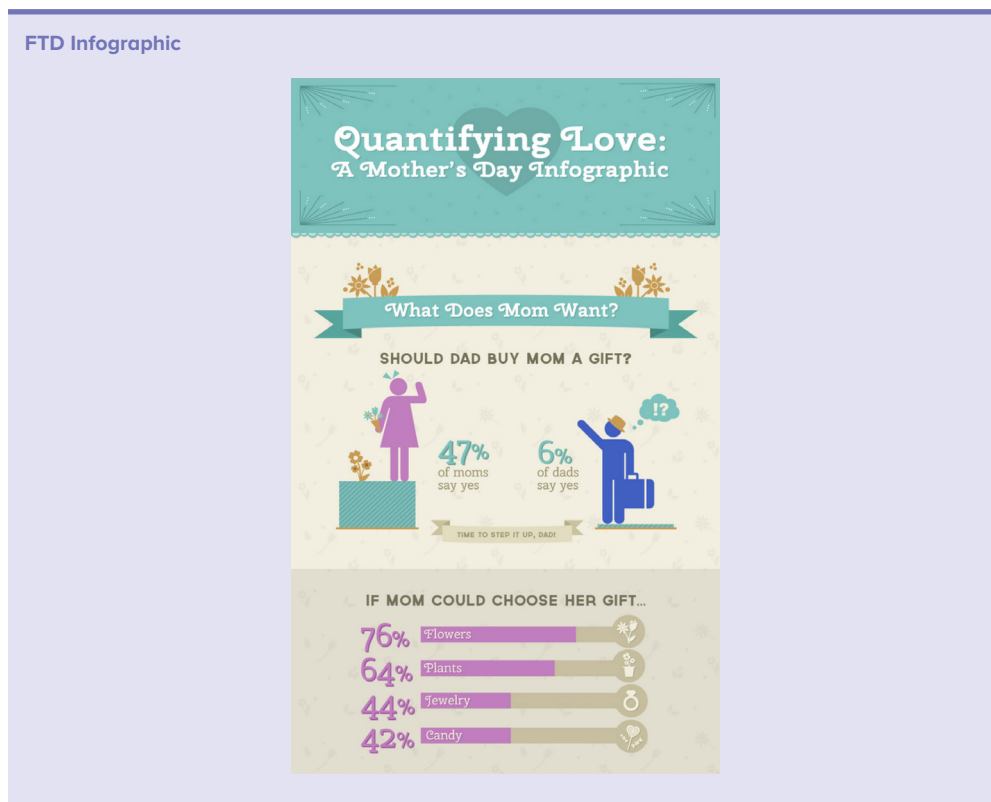 FTD Infographic
Quantifying Love:
A Mother's Day Infographic
What Does Mom Want?
SHOULD DAD BUY MOM A GIFT?
!?
47%
of moms
say yes
6%
of dads
say yes
TIME TO STEP IT UP, DAD!
IF MOM COULD CHOOSE HER GIFT...
76% Flowers
64% Plants
44% Jewelry
42% Candy